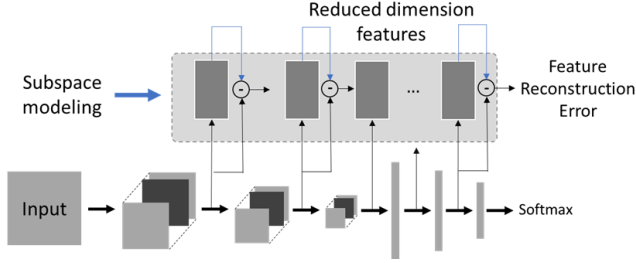 Reduced dimension
features
Subspace
modeling
-
-
...
-
Feature
Reconstruction
Error
Input
Softmax